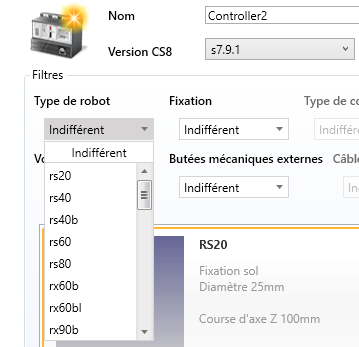 Nom
Controller2
Version CS8
s7.9.1
Filtres
Type de robot
Fixation
Type de c
Indifférent
Indifférent
Indiffé
Indifférent
Vo
Butées mécaniques externes
Câbl
Indifférent
In
rs20
rs40
rs40b
rs60
rs80
rx60b
rx60bl
rx90b
RS20
Fixation sol
Diamètre 25mm
Course d'axe Z 100mm